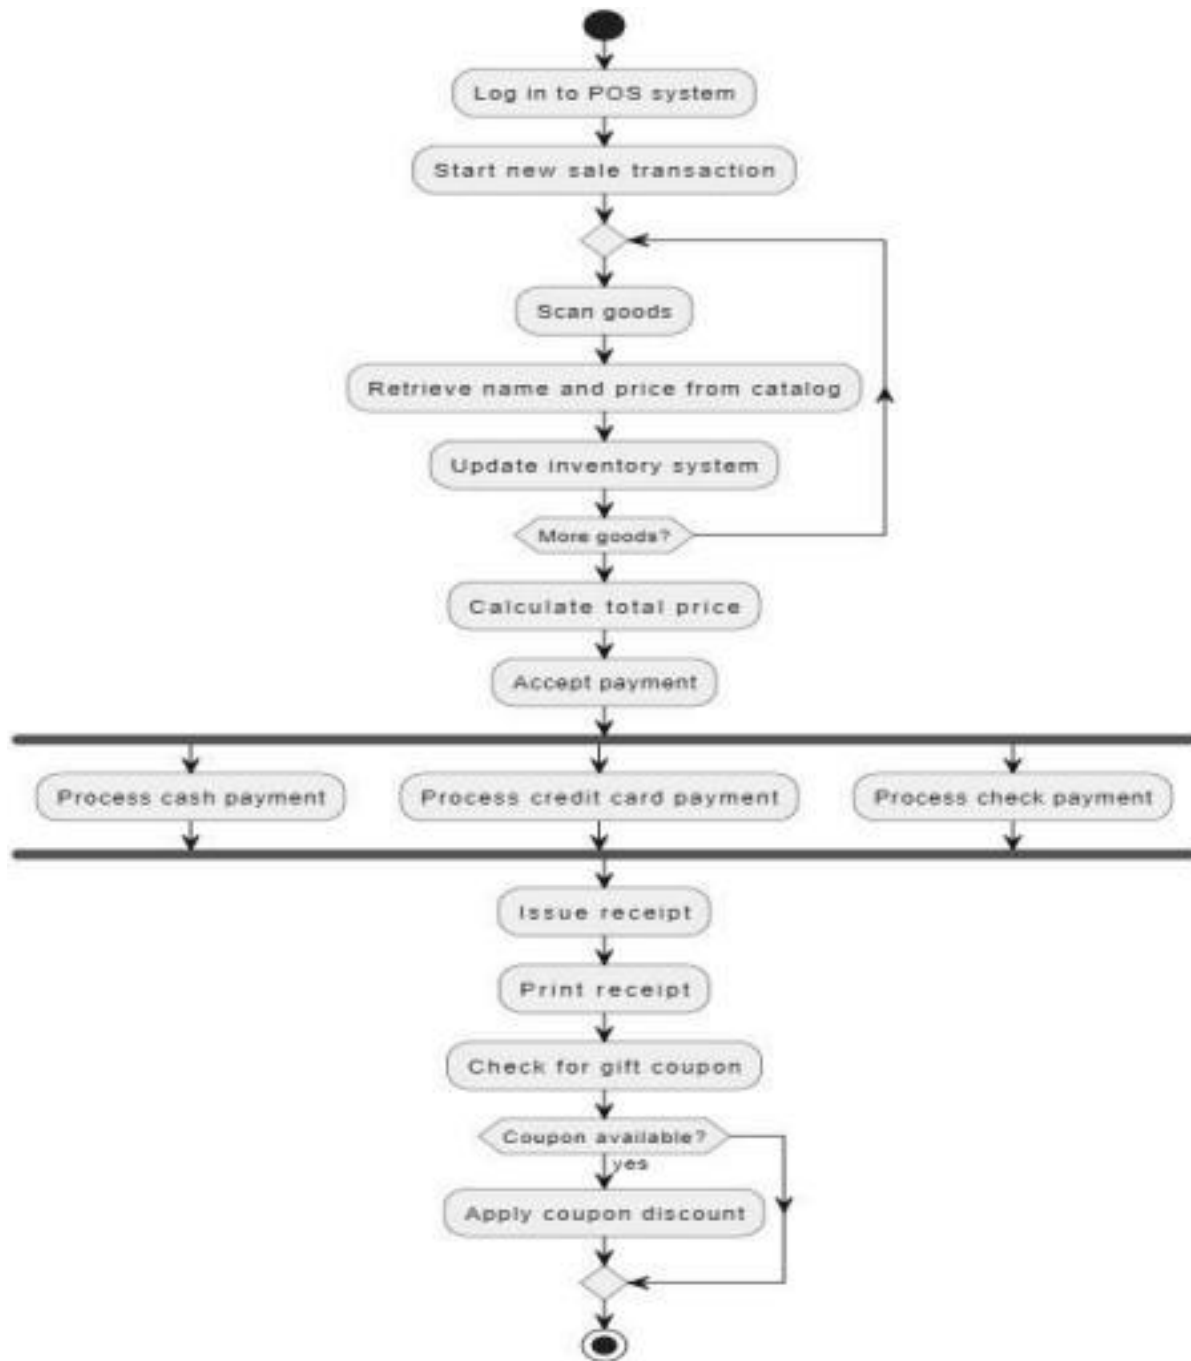 Log in to POS system
Start new sale transaction
Scan goods
Retrieve name and price from catalog
Update inventory system
More goods?
Calculate total price
Accept payment
Process cash payment
Process credit card payment
Process check payment
Issue receipt
Print receipt
Check for gift coupon
Coupon available?
yes
Apply coupon discount